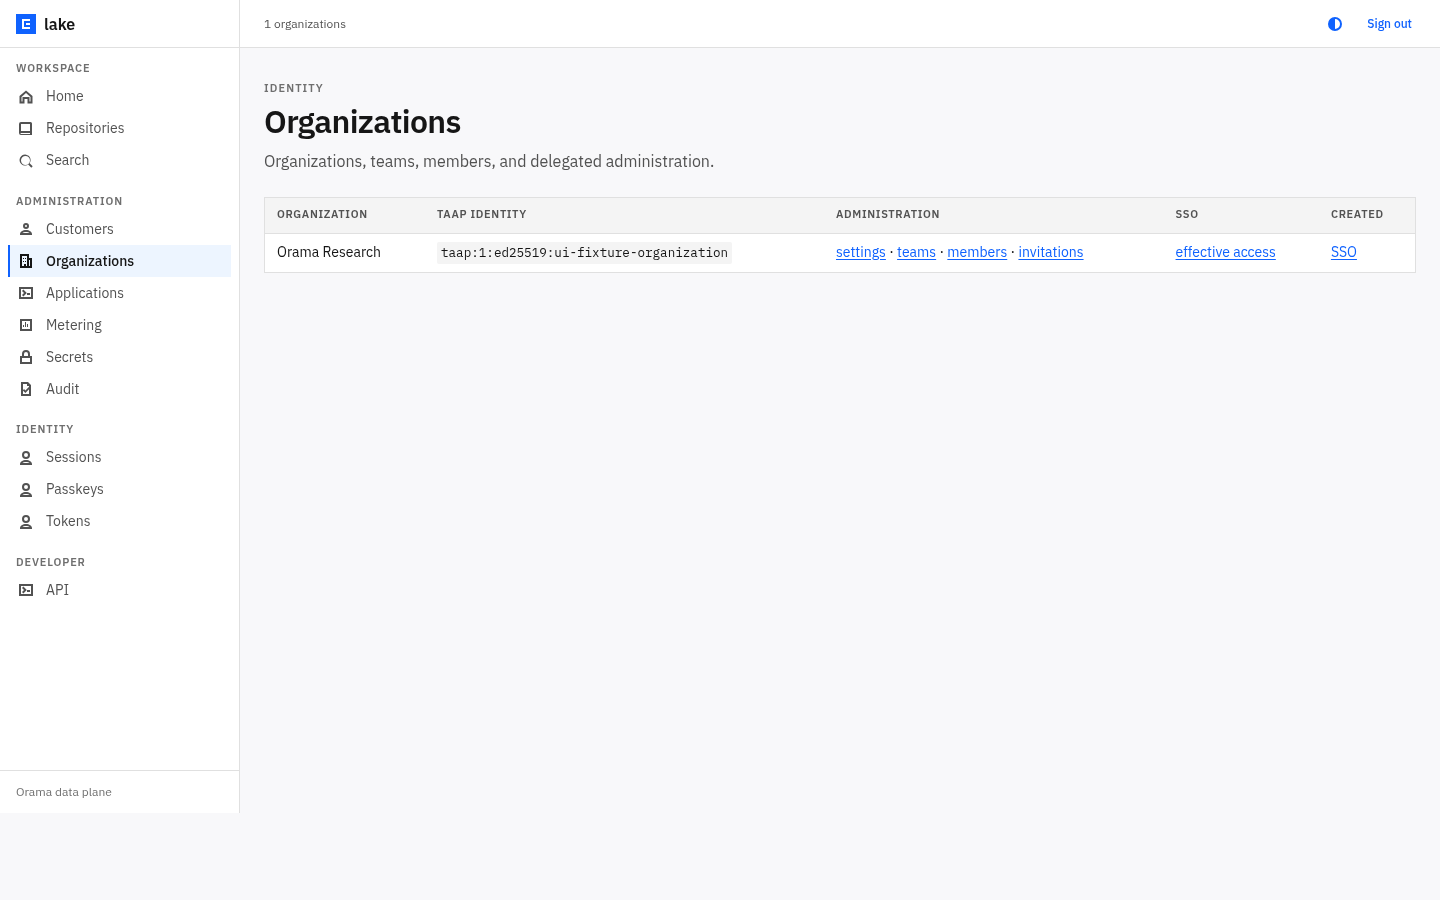 lake
1 organizations
Sign out
WORKSPACE
Home
Repositories
Search
ADMINISTRATION
Customers
Organizations
Applications
Metering
Secrets
Audit
IDENTITY
Sessions
Passkeys
Tokens
DEVELOPER
API
Orama data plane
IDENTITY
Organizations
Organizations, teams, members, and delegated administration.
ORGANIZATION TAAP IDENTITY ADMINISTRATION SSO CREATED
Orama Research taap:1:ed25519:ui-fixture-organization settings · teams · members · invitations effective access SSO